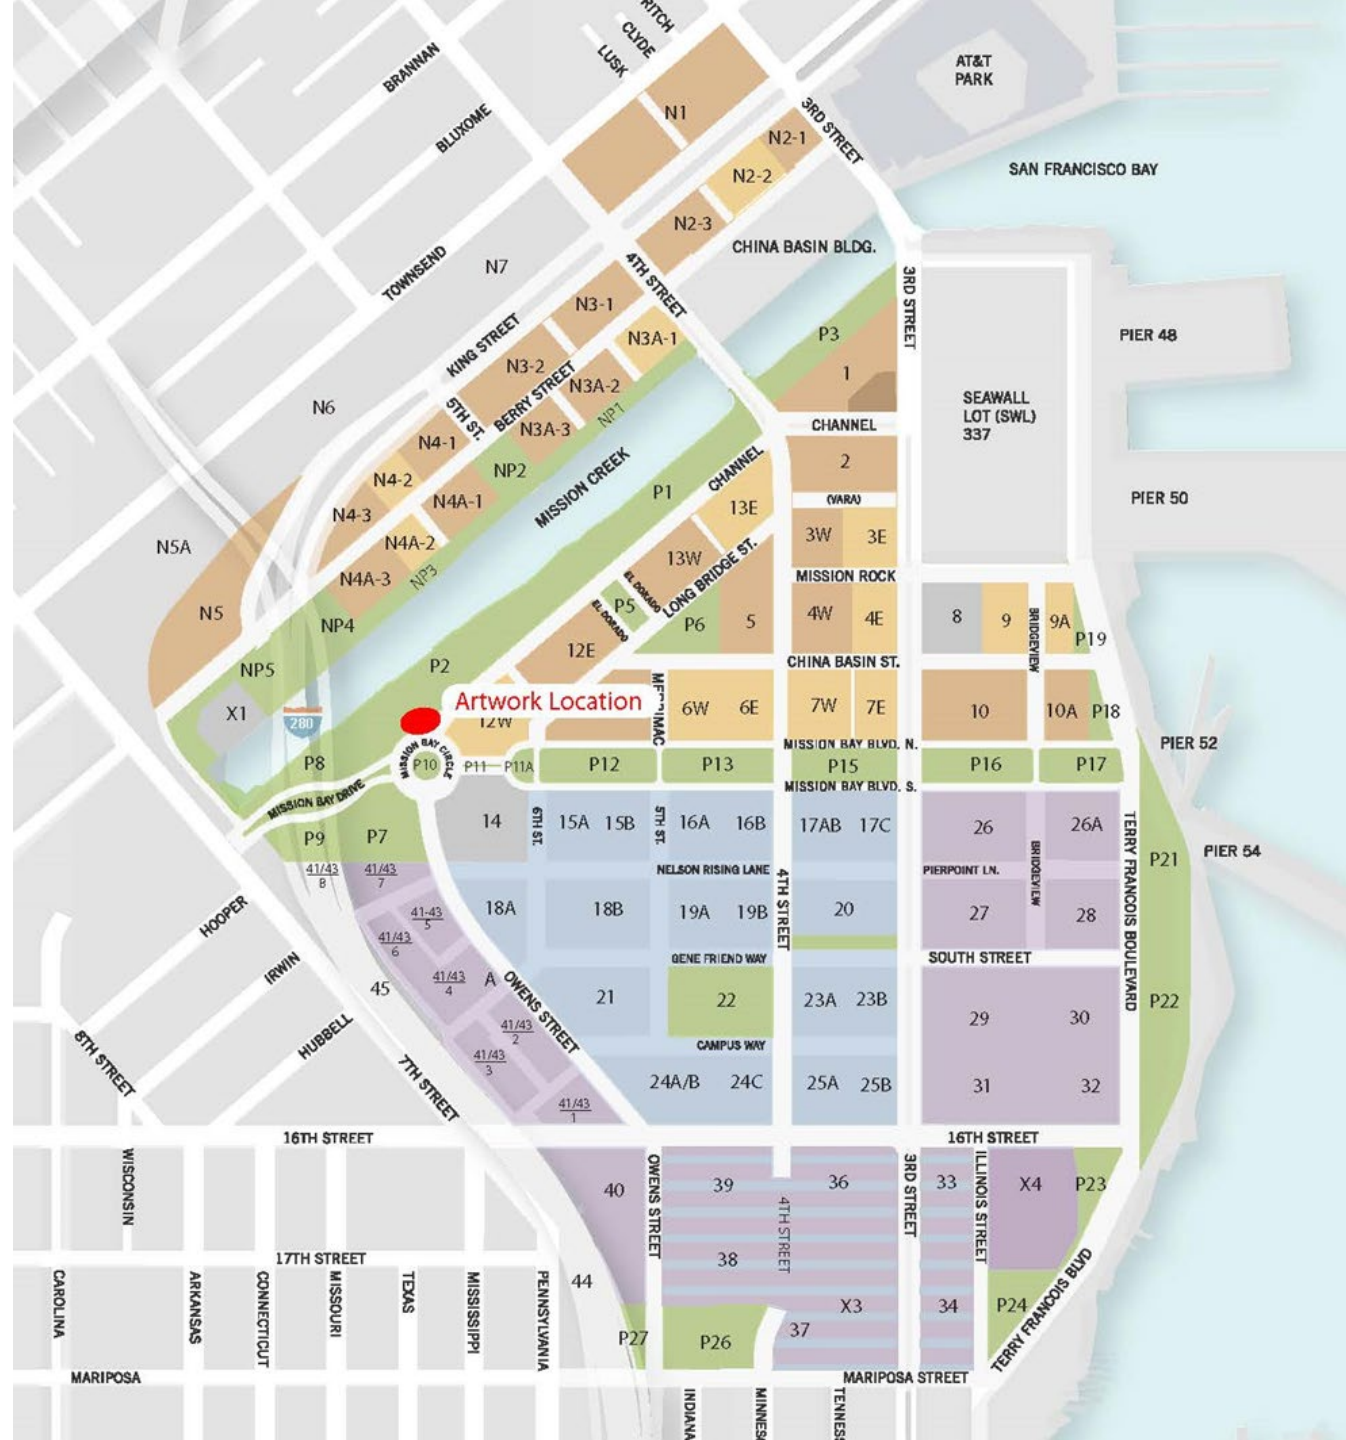 RITCH
CLYDE
LUSK
BRANNAN
BLUXOME
AT&T
PARK
N1
3RD STREET
N2-1
N2-2
SAN FRANCISCO BAY
N2-3
CHINA BASIN BLDG.
TOWNSEND
N7
4TH STREET
3RD STREET
N3-1
P3
PIER 48
KING STREET
N3A-1
N3-2
1
BERRY STREET
N3A-2
SEAWALL
LOT (SWL)
337
N6
5TH ST.
NP1
CHANNEL
N3A-3
N4-1
2
NP2
CHANNEL
MISSION CREEK
N4-2
P1
(VARA)
PIER 50
N4A-1
13E
N4-3
3W
3E
N5A
N4A-2
13W
LONG BRIDGE ST.
MISSION ROCK
N4A-3
NP3
EL DORADO
P5
EL DORADO
N5
NP4
P6
5
4W
4E
8
9
BRIDGEVIEW
9A
P19
12E
NP5
P2
CHINA BASIN ST.
MERRIMAC
Artwork Location
X1
280
12W
6W
6E
7W
7E
10
10A
P18
MISSION BAY CIRCLE
MISSION BAY BLVD. N.
PIER 52
P8
P10
P11
P11A
P12
P13
P15
P16
P17
MISSION BAY DRIVE
MISSION BAY BLVD. S.
P9
P7
14
6TH ST.
15A
15B
5TH ST.
16A
16B
17AB
17C
26
26A
TERRY FRANCOIS BOULEVARD
P21
PIER 54
41/43
8
41/43
7
NELSON RISING LANE
4TH STREET
PIERPOINT LN.
BRIDGEVIEW
HOOPER
41-43
5
18A
18B
19A
19B
20
27
28
41/43
6
IRWIN
GENE FRIEND WAY
SOUTH STREET
45
41/43
4
A
OWENS STREET
21
22
23A
23B
29
30
P22
HUBBELL
41/43
2
8TH STREET
7TH STREET
41/43
3
CAMPUS WAY
24A/B
24C
25A
25B
31
32
41/43
1
16TH STREET
16TH STREET
WISCONSIN
40
OWENS STREET
39
36
3RD STREET
33
ILLINOIS STREET
X4
P23
4TH STREET
17TH STREET
38
CAROLINA
ARKANSAS
CONNECTICUT
MISSOURI
TEXAS
MISSISSIPPI
PENNSYLVANIA
44
X3
34
P24
TERRY FRANCOIS BLVD
P27
P26
37
MARIPOSA
MARIPOSA STREET
INDIANA
MINNES
TENNESS